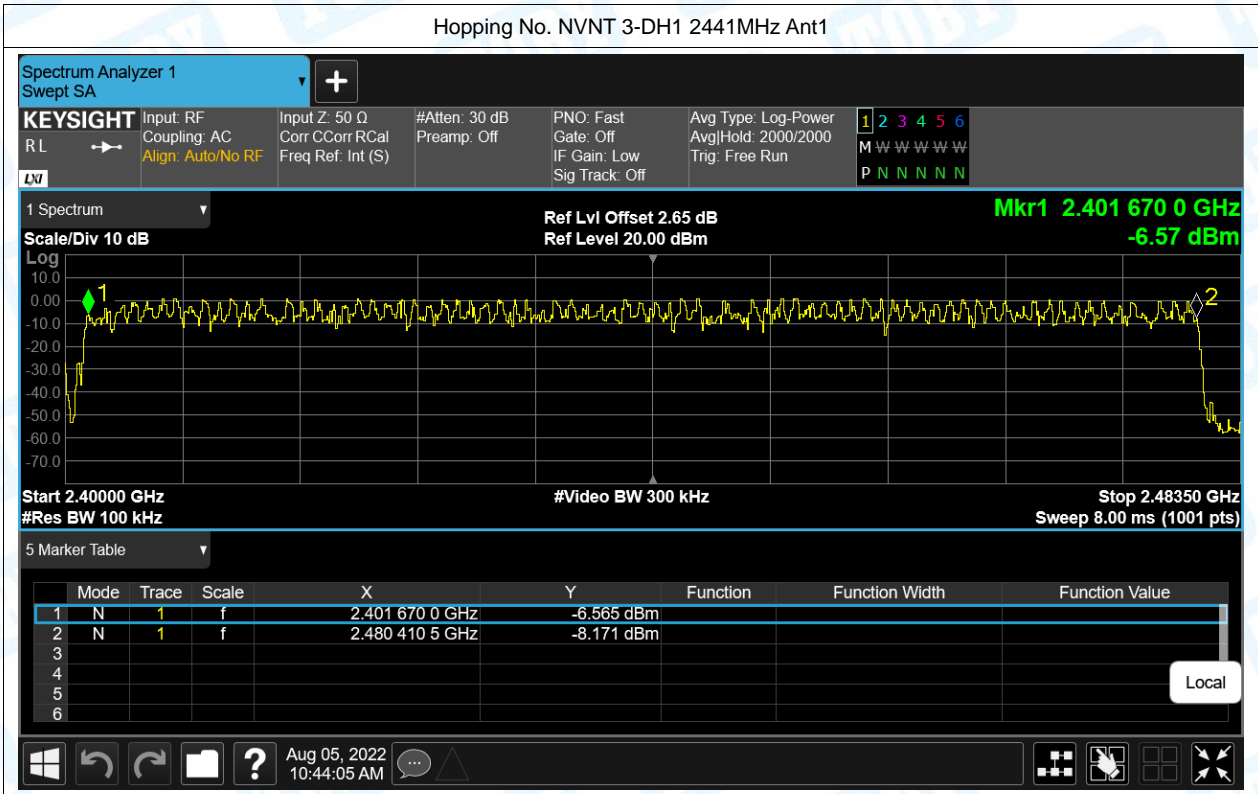 Hopping No. NVNT 3-DH1 2441MHz Ant1
Spectrum Analyzer 1
Swept SA
+
KEYSIGHT
RL
LXI
Input: RF
Coupling: AC
Align: Auto/No RF
Input Z: 50 Ω
Corr CCorr RCal
Freq Ref: Int (S)
#Atten: 30 dB
Preamp: Off
PNO: Fast
Gate: Off
IF Gain: Low
Sig Track: Off
Avg Type: Log-Power
Avg|Hold: 2000/2000
Trig: Free Run
1 2 3 4 5 6
M W W W W W
P N N N N N
1 Spectrum
Scale/Div 10 dB
Ref Lvl Offset 2.65 dB
Ref Level 20.00 dBm
Mkr1 2.401 670 0 GHz
-6.57 dBm
Log
10.0
0.00
-10.0
-20.0
-30.0
-40.0
-50.0
-60.0
-70.0
1
2
Start 2.40000 GHz
#Video BW 300 kHz
Stop 2.48350 GHz
#Res BW 100 kHz
Sweep 8.00 ms (1001 pts)
5 Marker Table
Mode Trace Scale X Y Function Function Width Function Value
1 N 1 f 2.401 670 0 GHz -6.565 dBm
2 N 1 f 2.480 410 5 GHz -8.171 dBm
3
4
5
6
Local
?
Aug 05, 2022
10:44:05 AM